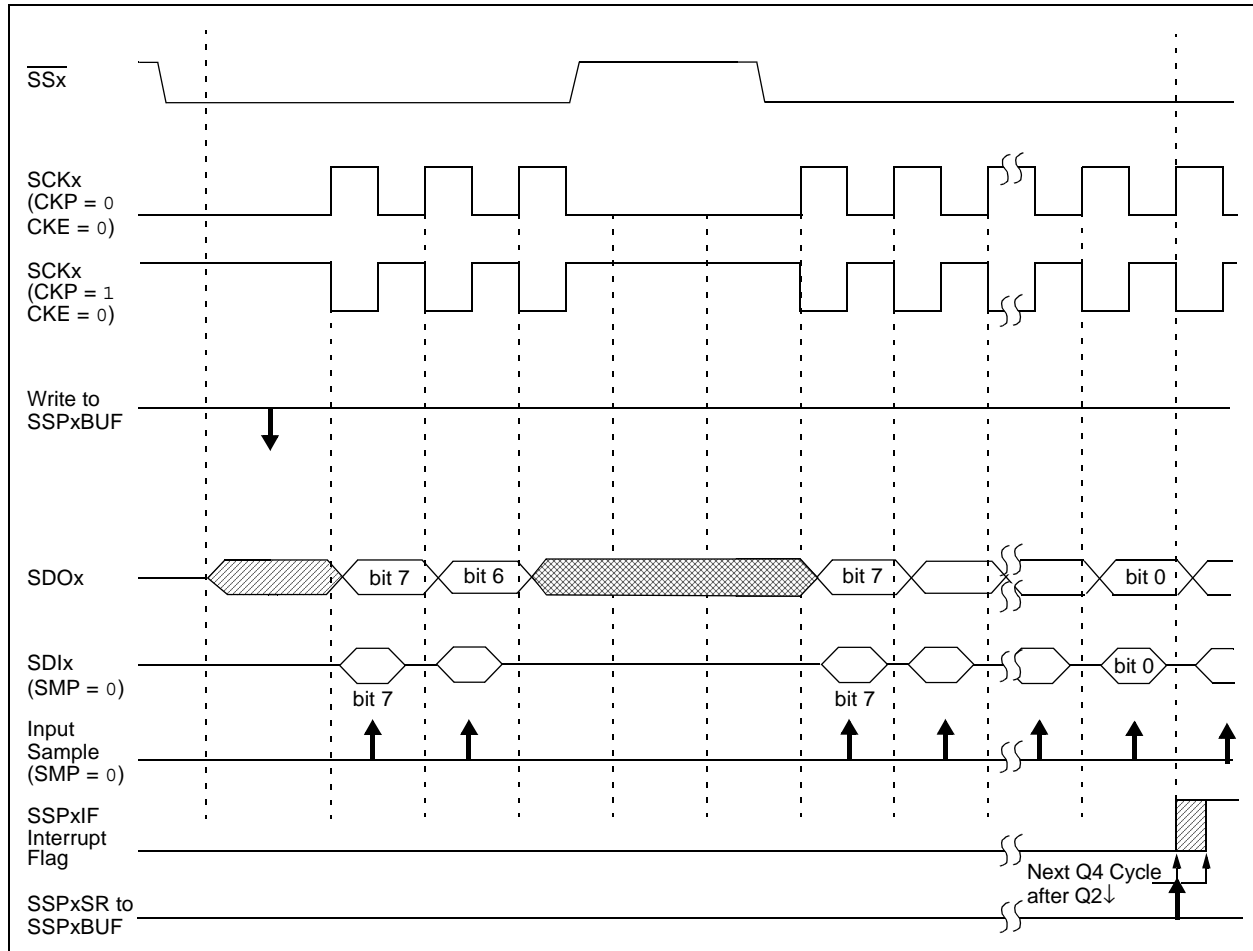 SSx
SCKx
(CKP = 0
CKE = 0)
SCKx
(CKP = 1
CKE = 0)
Write to
SSPxBUF
SDOx
bit 7
bit 6
bit 7
bit 0
SDIx
(SMP = 0)
bit 7
bit 7
bit 0
Input
Sample
(SMP = 0)
SSPxIF
Interrupt
Flag
Next Q4 Cycle
after Q2↓
SSPxSR to
SSPxBUF